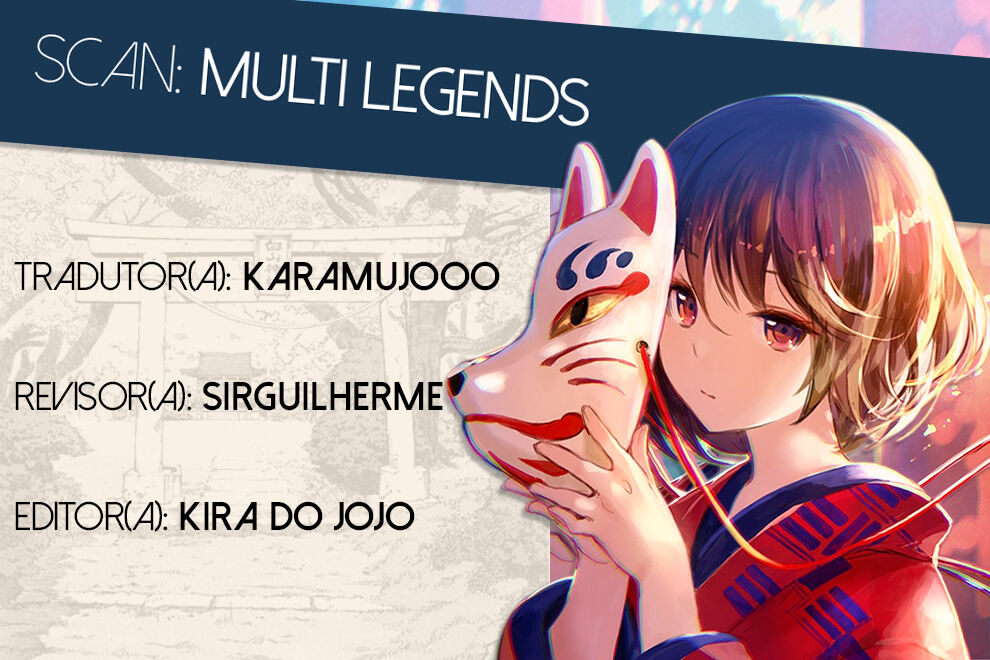 SCAN: MULTI LEGENDS
TRADUTOR(A): KARAMUJOOO
REVISOR(A): SIRGUILHERME
EDITOR(A): KIRA DO JOJO